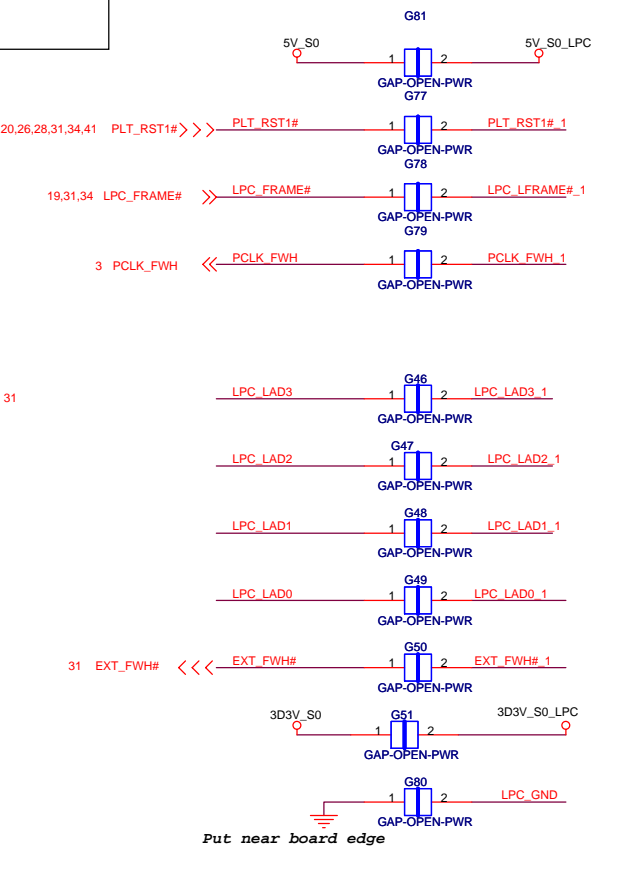 G81
5V_S0 1 2 5V_S0_LPC
GAP-OPEN-PWR
G77
20,26,28,31,34,41 PLT_RST1# PLT_RST1# 1 2 PLT_RST1#_1
GAP-OPEN-PWR
G78
19,31,34 LPC_FRAME# LPC_FRAME# 1 2 LPC_LFRAME#_1
GAP-OPEN-PWR
G79
3 PCLK_FWH PCLK_FWH 1 2 PCLK_FWH_1
GAP-OPEN-PWR
G46
31 LPC_LAD3 1 2 LPC_LAD3_1
GAP-OPEN-PWR
G47
LPC_LAD2 1 2 LPC_LAD2_1
GAP-OPEN-PWR
G48
LPC_LAD1 1 2 LPC_LAD1_1
GAP-OPEN-PWR
G49
LPC_LAD0 1 2 LPC_LAD0_1
GAP-OPEN-PWR
G50
31 EXT_FWH# EXT_FWH# 1 2 EXT_FWH#_1
GAP-OPEN-PWR
3D3V_S0 G51 3D3V_S0_LPC
1 2
GAP-OPEN-PWR
G80
1 2 LPC_GND
GAP-OPEN-PWR
Put near board edge